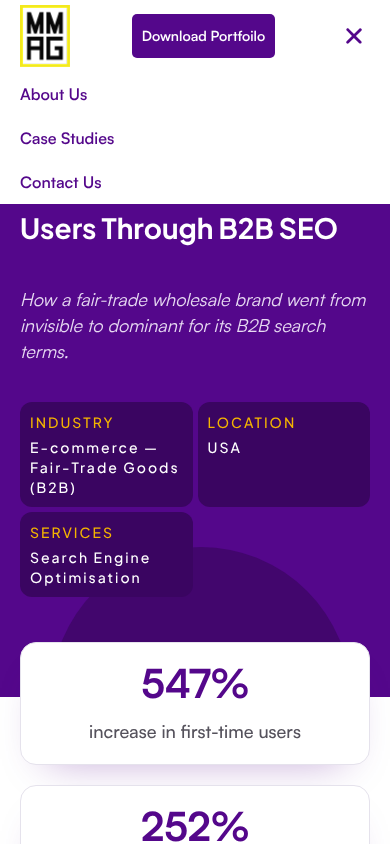 MM
AG
Download Portfoilo
About Us
Case Studies
Contact Us
Users Through B2B SEO
How a fair-trade wholesale brand went from
invisible to dominant for its B2B search
terms.
INDUSTRY
E-commerce —
Fair-Trade Goods
(B2B)
LOCATION
USA
SERVICES
Search Engine
Optimisation
547%
increase in first-time users
252%